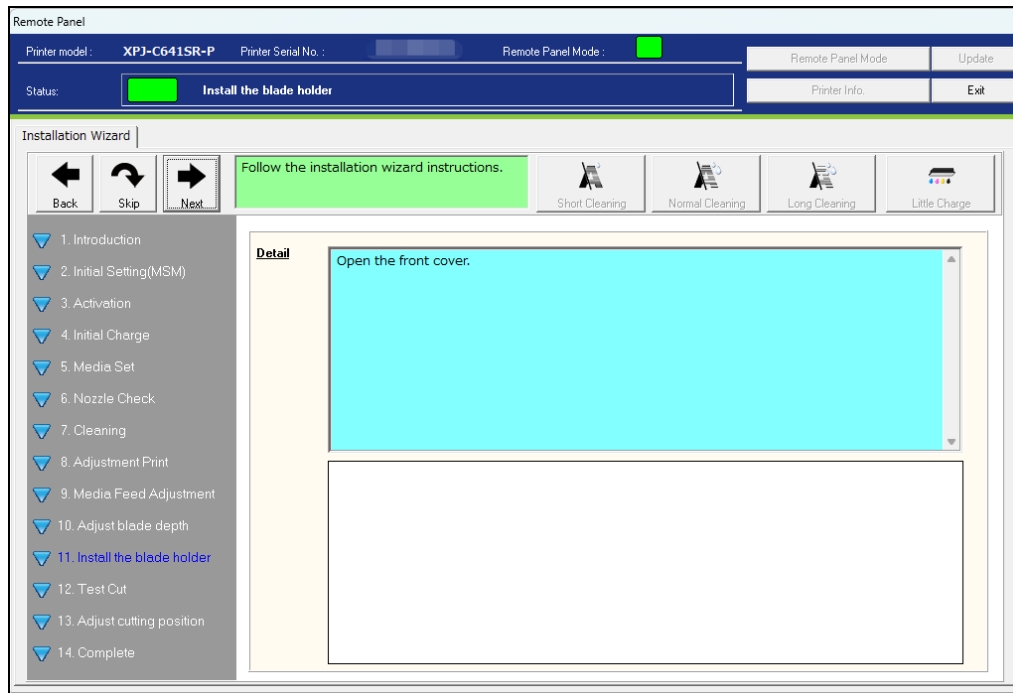 Remote Panel
Printer model : XPJ-C641SR-P Printer Serial No. : Remote Panel Mode :
Remote Panel Mode Update
Status: Install the blade holder
Printer Info. Exit
Installation Wizard
Back Skip Next
Follow the installation wizard instructions.
Short Cleaning Normal Cleaning Long Cleaning Little Charge
1. Introduction
2. Initial Setting(MSM)
3. Activation
4. Initial Charge
5. Media Set
6. Nozzle Check
7. Cleaning
8. Adjustment Print
9. Media Feed Adjustment
10. Adjust blade depth
11. Install the blade holder
12. Test Cut
13. Adjust cutting position
14. Complete
Detail
Open the front cover.